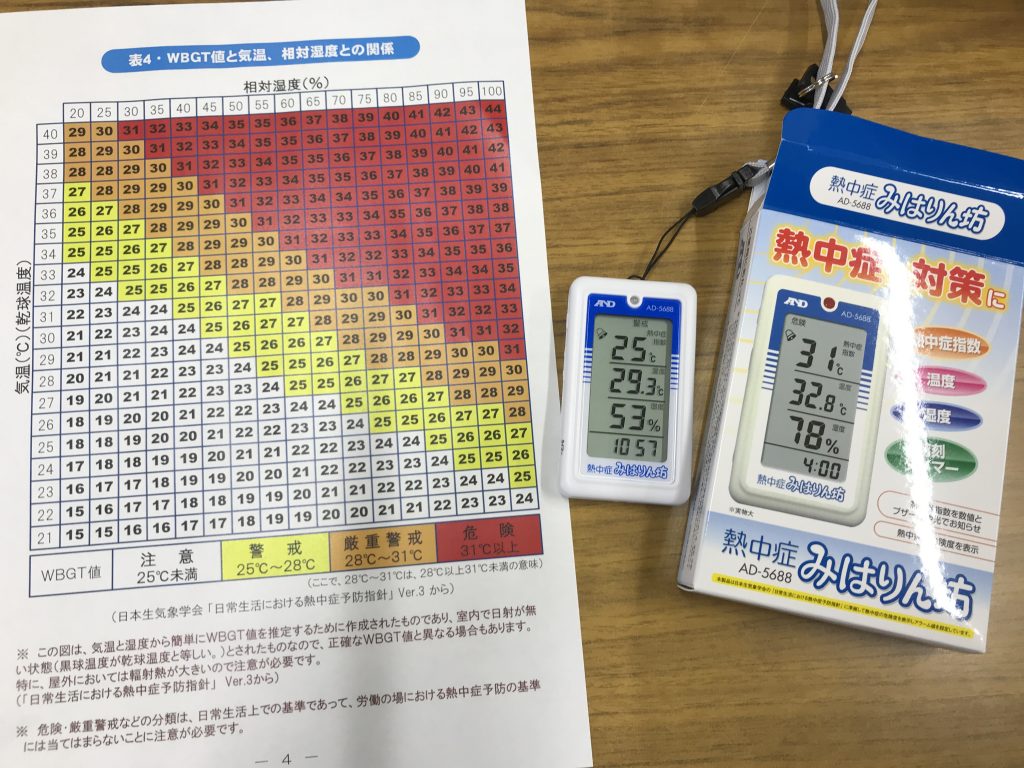 表4・WBGT値と気温、相対湿度との関係
相対湿度(%)
20 25 30 35 40 45 50 55 60 65 70 75 80 85 90 95 100
気温(℃)(乾球温度)
40 29 30 31 32 33 34 35 35 36 37 38 39 40 41 42 43 44
39 28 29 30 31 32 33 34 35 35 36 37 38 39 40 41 42 43
38 28 28 29 30 31 32 33 34 35 35 36 37 38 39 40 41 42
37 27 28 29 29 30 31 32 33 34 35 35 36 37 38 39 40 41
36 26 27 28 29 29 30 31 32 33 34 34 35 36 37 38 39 39
35 25 26 27 28 29 29 30 31 32 33 33 34 35 36 37 38 38
34 25 25 26 27 28 29 29 30 31 32 33 33 34 35 36 37 37
33 24 25 25 26 27 28 28 29 30 31 32 32 33 34 35 35 36
32 23 24 25 25 26 27 28 28 29 30 31 31 32 33 34 34 35
31 22 23 24 24 25 26 27 27 28 29 30 30 31 32 33 33 34
30 21 22 23 24 24 25 26 27 27 28 29 29 30 31 32 32 33
29 21 21 22 23 24 24 25 26 26 27 28 29 29 30 31 31 32
28 20 21 21 22 23 23 24 25 25 26 27 28 28 29 30 30 31
27 19 20 21 21 22 23 23 24 25 25 26 27 27 28 29 29 30
26 18 19 20 20 21 22 22 23 24 24 25 26 26 27 28 28 29
25 18 18 19 20 20 21 22 22 23 23 24 25 25 26 27 27 28
24 17 18 18 19 19 20 21 21 22 22 23 24 24 25 26 26 27
23 16 17 17 18 19 19 20 20 21 22 22 23 23 24 25 25 26
22 15 16 17 17 18 18 19 19 20 21 21 22 22 23 24 24 25
21 15 15 16 16 17 17 18 19 19 20 20 21 21 22 23 23 24
WBGT値
注意
25℃未満
警戒
25℃〜28℃
厳重警戒
28℃〜31℃
危険
31℃以上
(ここで、28℃〜31℃は、28℃以上31℃未満の意味)
(日本生気象学会「日常生活における熱中症予防指針」Ver.3 から)
※ この図は、気温と湿度から簡単にWBGT値を推定するために作成されたものであり、室内で日射が無
い状態(黒球温度が乾球温度と等しい。)とされたものなので、正確なWBGT値と異なる場合もあります。
特に、屋外においては輻射熱が大きいので注意が必要です。
(「日常生活における熱中症予防指針」 Ver.3から)
※ 危険・厳重警戒などの分類は、日常生活上での基準であって、労働の場における熱中症予防の基準
には当てはまらないことに注意が必要です。
― 4 ―
AND
AD-5688
警戒
熱中症
指数
25℃
温度
29.3℃
湿度
53%
10 57
熱中症 みはりん坊
熱中症 みはりん坊
AD-5688
熱中症 対策に
AND
AD-5688
危険
熱中症
指数
31℃
温度
32.8℃
湿度
78%
4:00
熱中症 みはりん坊
※実物大
熱中症指数
温度
湿度
熱中症 みはりん坊
AD-5688